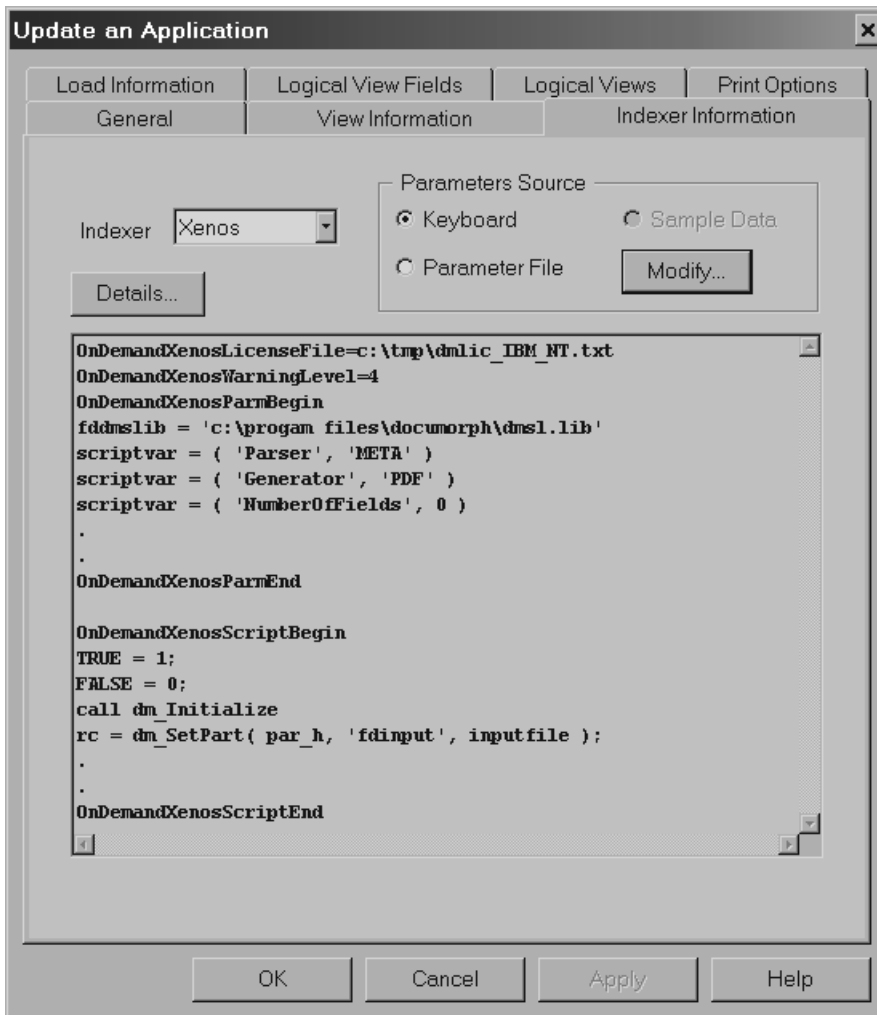 Update an Application
Load Information
Logical View Fields
Logical Views
Print Options
General
View Information
Indexer Information
Parameters Source
Indexer
Xenos
Keyboard
Sample Data
Parameter File
Modify...
Details...
OnDemandXenosLicenseFile=c:\tmp\dmlic_IBM_NT.txt
OnDemandXenosWarningLevel=4
OnDemandXenosParmBegin
fddmslib = 'c:\progam files\documorph\dmsl.lib'
scriptvar = ( 'Parser', 'META' )
scriptvar = ( 'Generator', 'PDF' )
scriptvar = ( 'NumberOfFields', 0 )
.
.
OnDemandXenosParmEnd
OnDemandXenosScriptBegin
TRUE = 1;
FALSE = 0;
call dm_Initialize
rc = dm_SetPart( par_h, 'fdinput', inputfile );
.
.
OnDemandXenosScriptEnd
OK
Cancel
Apply
Help